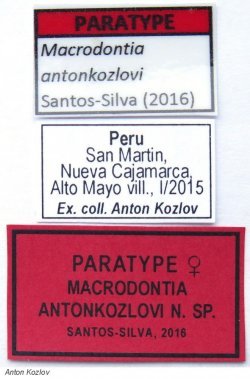 PARATYPE
Macrodontia
antonkozlovi
Santos-Silva (2016)
Peru
San Martin,
Nueva Cajamarca,
Alto Mayo vill., I/2015
Ex. coll. Anton Kozlov
PARATYPE ♀
MACRODONTIA
ANTONKOZLOVI N. SP.
SANTOS-SILVA, 2016
Anton Kozlov